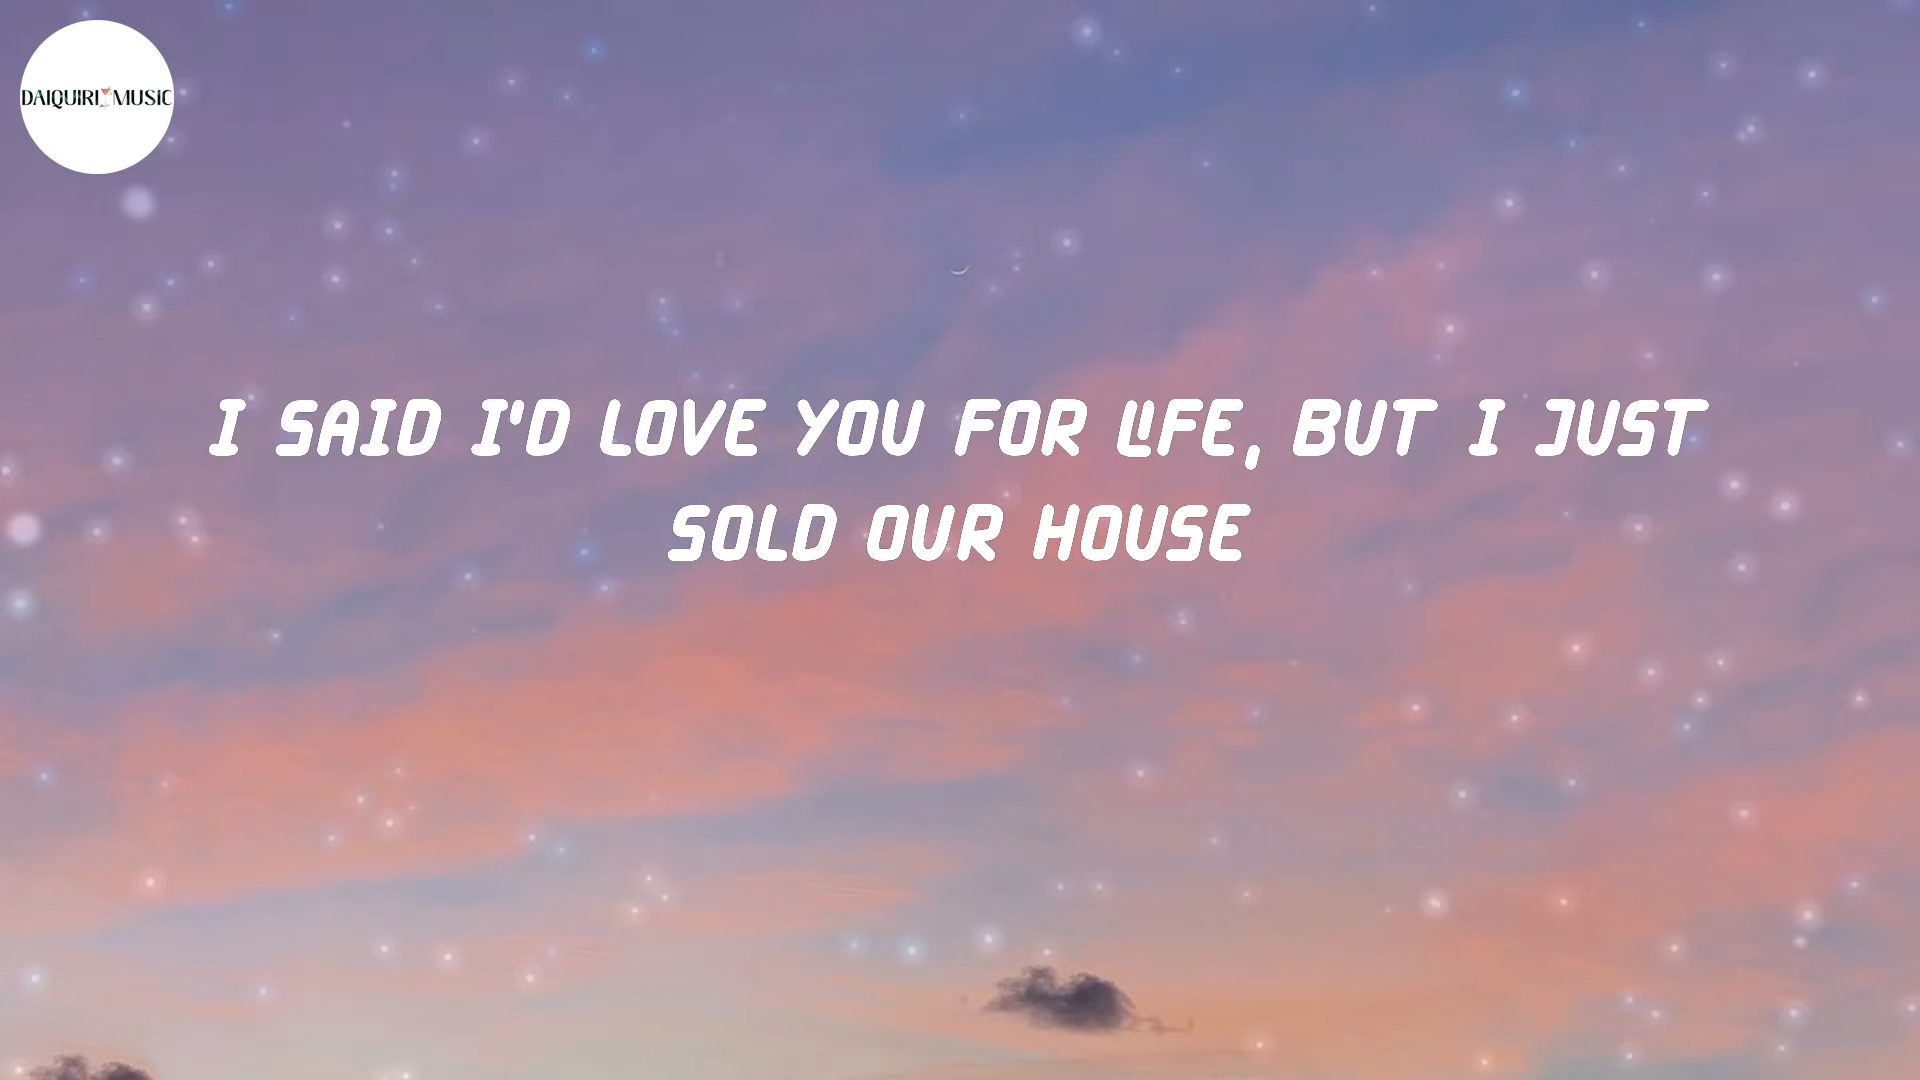 DAIQUIRI MUSIC
I SAID I'D LOVE YOU FOR LIFE, BUT I JUST
SOLD OUR HOUSE